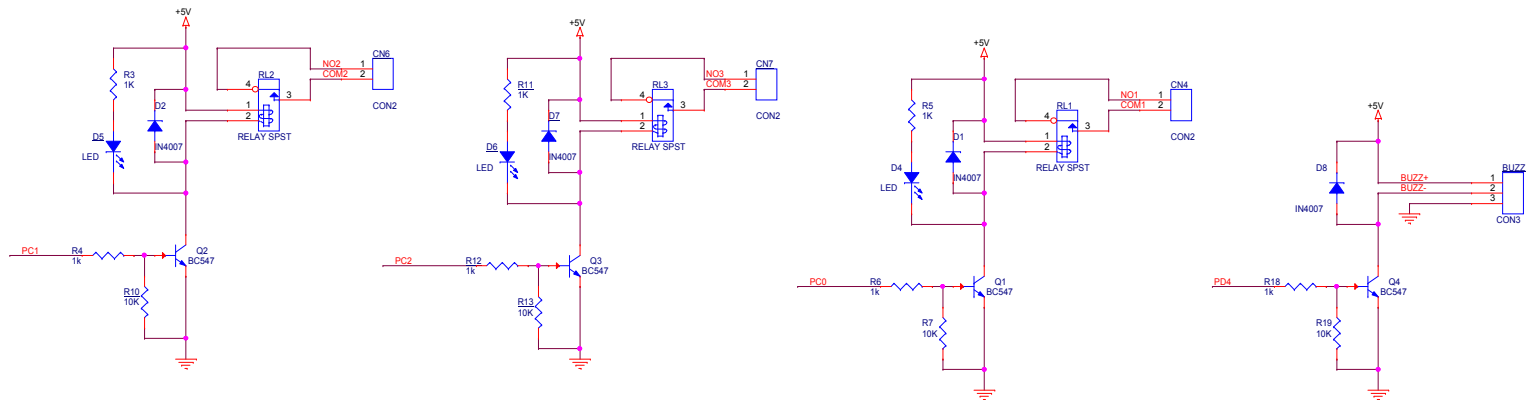 +5V
R3
1K
D5
LED
D2
IN4007
RL2
4
1
2
3
RELAY SPST
NO2
COM2
1
2
CN6
CON2
PC1
R4
1k
R10
10K
Q2
BC547
+5V
R11
1K
D6
LED
D7
IN4007
RL3
4
1
2
3
RELAY SPST
NO3
COM3
1
2
CN7
CON2
PC2
R12
1k
R13
10K
Q3
BC547
+5V
R5
1K
D4
LED
D1
IN4007
RL1
4
1
2
3
RELAY SPST
NO1
COM1
1
2
CN4
CON2
PC0
R6
1k
R7
10K
Q1
BC547
+5V
D8
IN4007
BUZZ+
BUZZ-
1
2
3
BUZZ
CON3
PD4
R18
1k
R19
10K
Q4
BC547